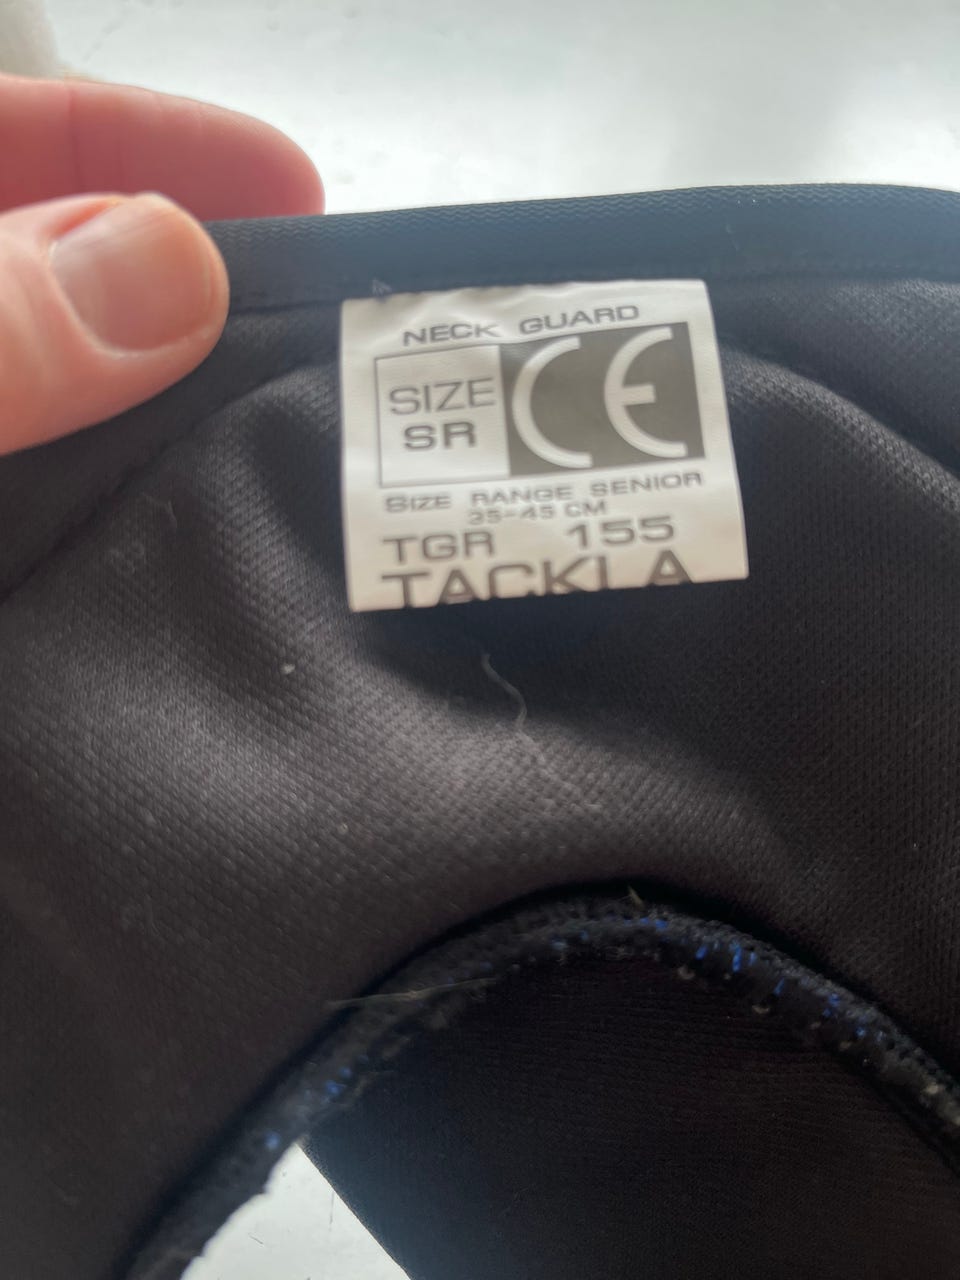 NECK GUARD
SIZE
SR
CE
SIZE RANGE SENIOR
35-45 CM
TGR 155
TACKLA